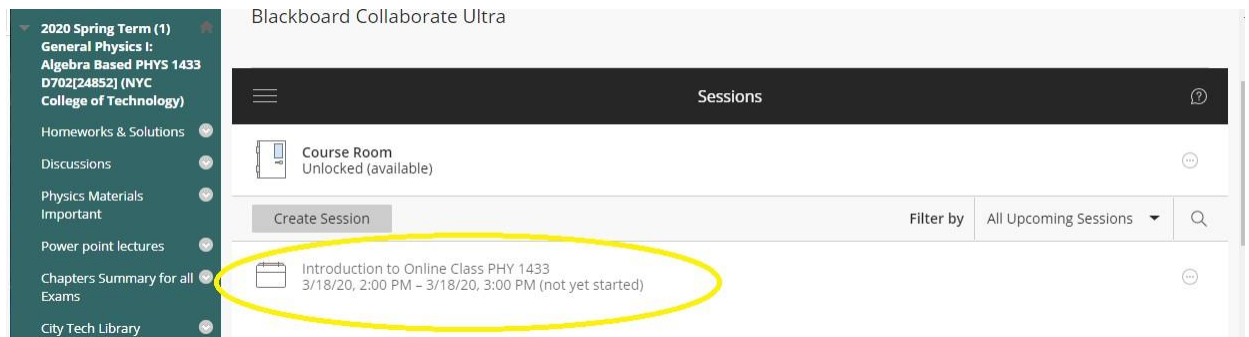 2020 Spring Term (1)
General Physics I:
Algebra Based PHYS 1433
D702[24852] (NYC
College of Technology)
Homeworks & Solutions
Discussions
Physics Materials
Important
Power point lectures
Chapters Summary for all
Exams
City Tech Library
Blackboard Collaborate Ultra
Sessions
Course Room
Unlocked (available)
Create Session
Filter by
All Upcoming Sessions
Introduction to Online Class PHY 1433
3/18/20, 2:00 PM – 3/18/20, 3:00 PM (not yet started)